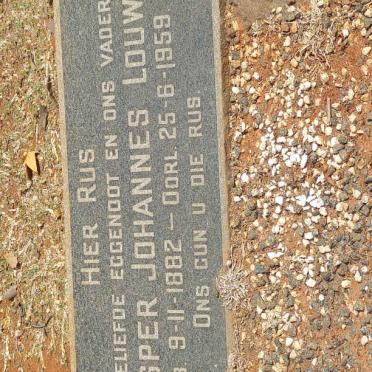 HIER RUS
ELIEFDE EGGENOOT EN ONS VADER
SPER JOHANNES LOUW
9-11-1882 — OORL. 25-6-1959
ONS GUN U DIE RUS.